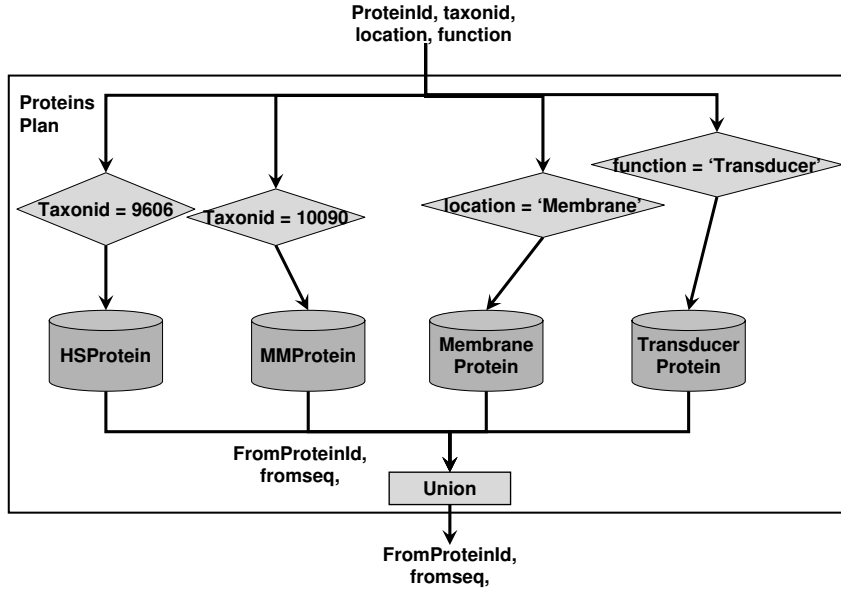 ProteinId, taxonid,
location, function
Proteins
Plan
Taxonid = 9606
Taxonid = 10090
location = ‘Membrane’
function = ‘Transducer’
HSProtein
MMProtein
Membrane
Protein
Transducer
Protein
FromProteinId,
fromseq,
Union
FromProteinId,
fromseq,